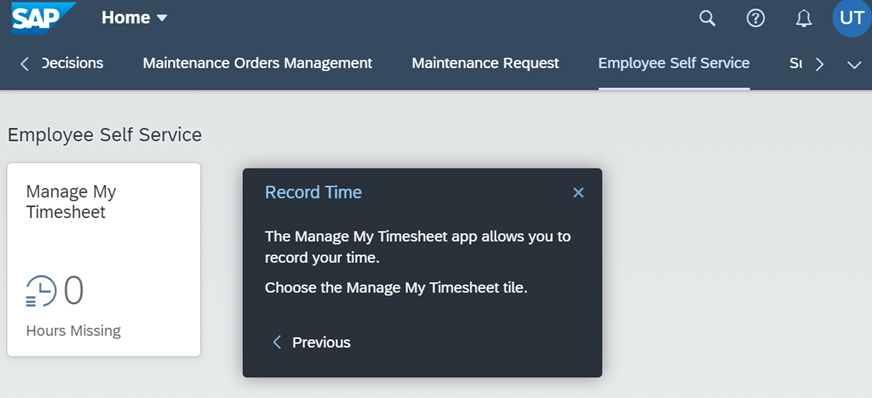 SAP Home UT
Decisions Maintenance Orders Management Maintenance Request Employee Self Service
Employee Self Service
Manage My
Timesheet
0
Hours Missing
Record Time
The Manage My Timesheet app allows you to
record your time.
Choose the Manage My Timesheet tile.
Previous